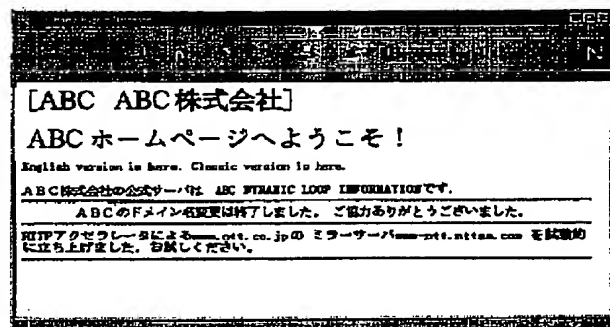 [ABC ABC株式会社]
ABCホームページへようこそ！
English version is here. Classic version is here.
ABC株式会社の公式サーバは ABC DYNAMIC LOOP INFORMATIONです.
ABCのドメイン名変更は終了しました。ご協力ありがとうございました。
HTTPアクセラレータによる .co.jpの ミラーサーバ を試験的
に立ち上げました。お試しください。